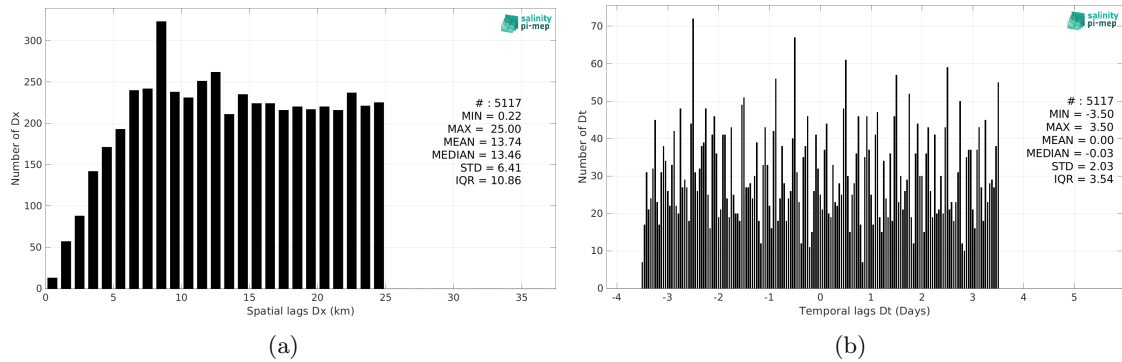 salinity
pi-mep
300
250
200
150
100
50
0
Number of Dx
# : 5117
MIN = 0.22
MAX = 25.00
MEAN = 13.74
MEDIAN = 13.46
STD = 6.41
IQR = 10.86
0 5 10 15 20 25 30 35
Spatial lags Dx (km)
(a)
salinity
pi-mep
70
60
50
40
30
20
10
0
Number of Dt
# : 5117
MIN = -3.50
MAX = 3.50
MEAN = 0.00
MEDIAN = -0.03
STD = 2.03
IQR = 3.54
-4 -3 -2 -1 0 1 2 3 4 5
Temporal lags Dt (Days)
(b)